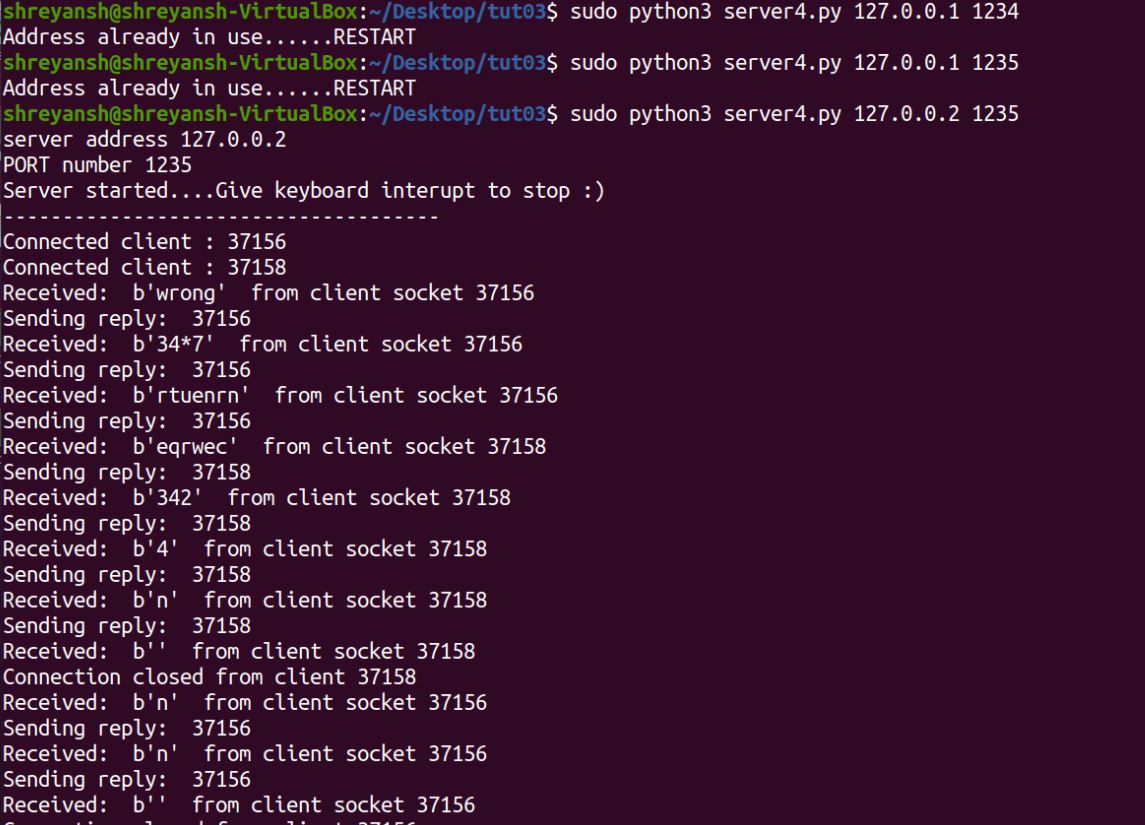 shreyansh@shreyansh-VirtualBox:~/Desktop/tut03$ sudo python3 server4.py 127.0.0.1 1234
Address already in use......RESTART
shreyansh@shreyansh-VirtualBox:~/Desktop/tut03$ sudo python3 server4.py 127.0.0.1 1235
Address already in use......RESTART
shreyansh@shreyansh-VirtualBox:~/Desktop/tut03$ sudo python3 server4.py 127.0.0.2 1235
server address 127.0.0.2
PORT number 1235
Server started....Give keyboard interupt to stop :)
-------------------------------------
Connected client : 37156
Connected client : 37158
Received:  b'wrong'  from client socket 37156
Sending reply:  37156
Received:  b'34*7'  from client socket 37156
Sending reply:  37156
Received:  b'rtuenrn'  from client socket 37156
Sending reply:  37156
Received:  b'eqrwec'  from client socket 37158
Sending reply:  37158
Received:  b'342'  from client socket 37158
Sending reply:  37158
Received:  b'4'  from client socket 37158
Sending reply:  37158
Received:  b'n'  from client socket 37158
Sending reply:  37158
Received:  b''  from client socket 37158
Connection closed from client 37158
Received:  b'n'  from client socket 37156
Sending reply:  37156
Received:  b'n'  from client socket 37156
Sending reply:  37156
Received:  b''  from client socket 37156
Connection closed from client 37156